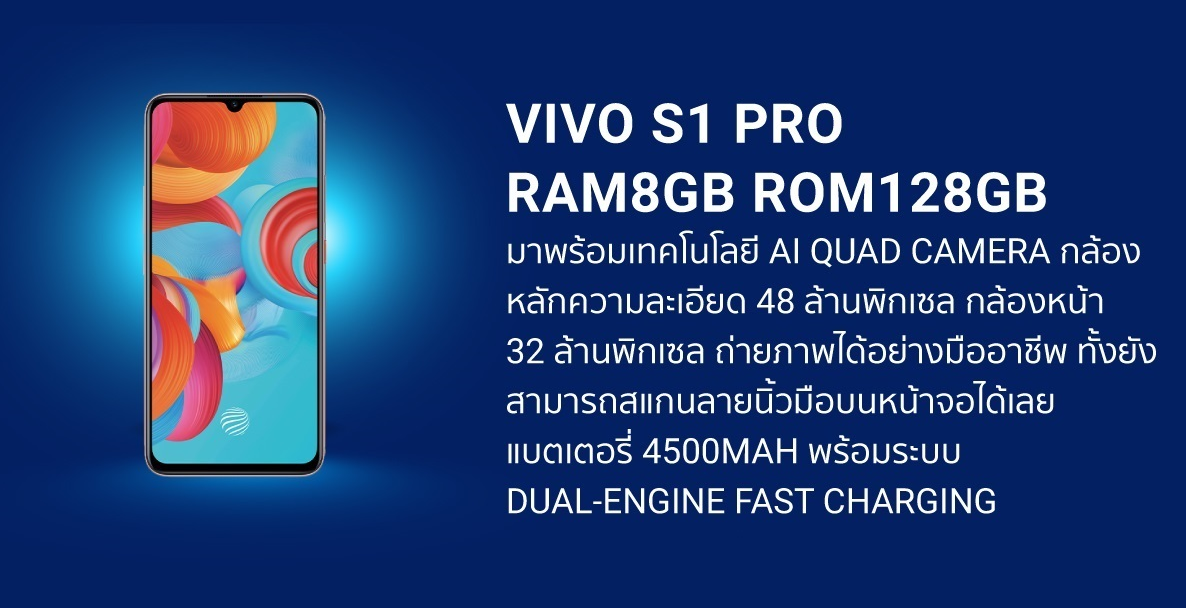 VIVO S1 PRO
RAM8GB ROM128GB
มาพร้อมเทคโนโลยี AI QUAD CAMERA กล้อง
หลักความละเอียด 48 ล้านพิกเซล กล้องหน้า
32 ล้านพิกเซล ถ่ายภาพได้อย่างมืออาชีพ ทั้งยัง
สามารถสแกนลายนิ้วมือบนหน้าจอได้เลย
แบตเตอรี่ 4500MAH พร้อมระบบ
DUAL-ENGINE FAST CHARGING